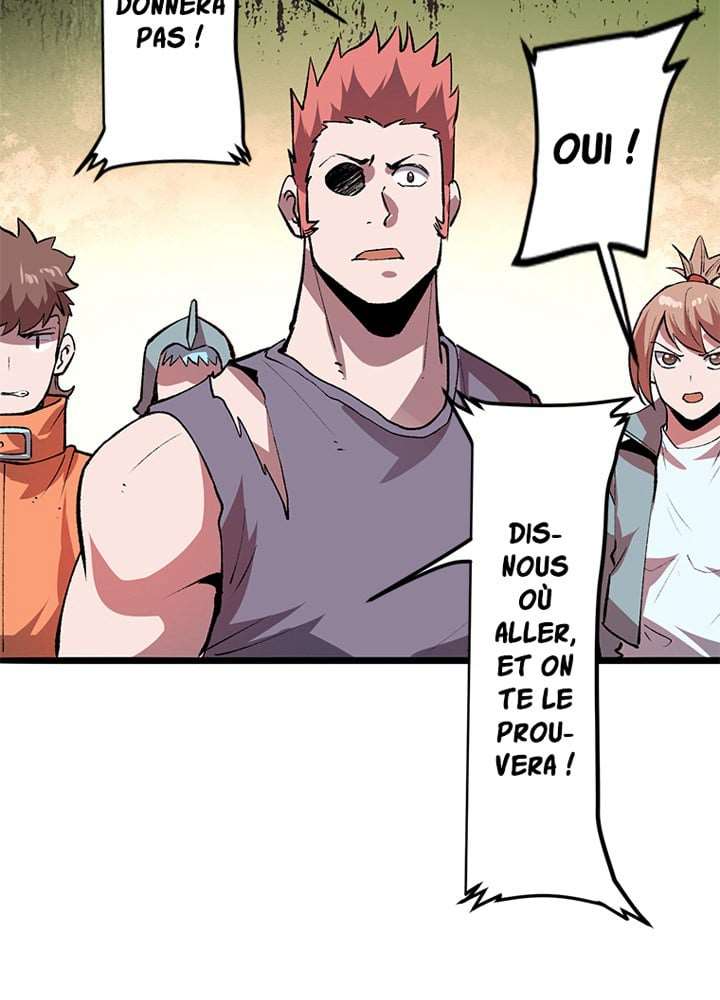 DONNERA
PAS !
OUI !
DIS-
NOUS
OÙ
ALLER,
ET ON
TE LE
PROU-
VERA !